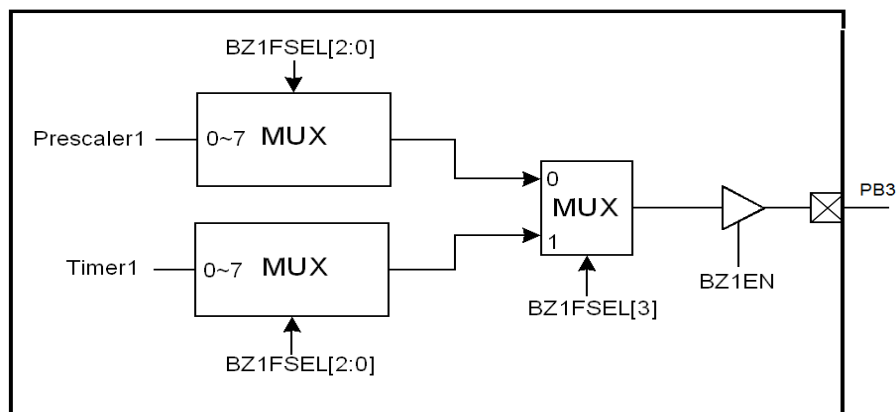 BZ1FSEL[2:0]
Prescaler1
0~7 MUX
0
MUX
1
PB3
Timer1
0~7 MUX
BZ1EN
BZ1FSEL[3]
BZ1FSEL[2:0]